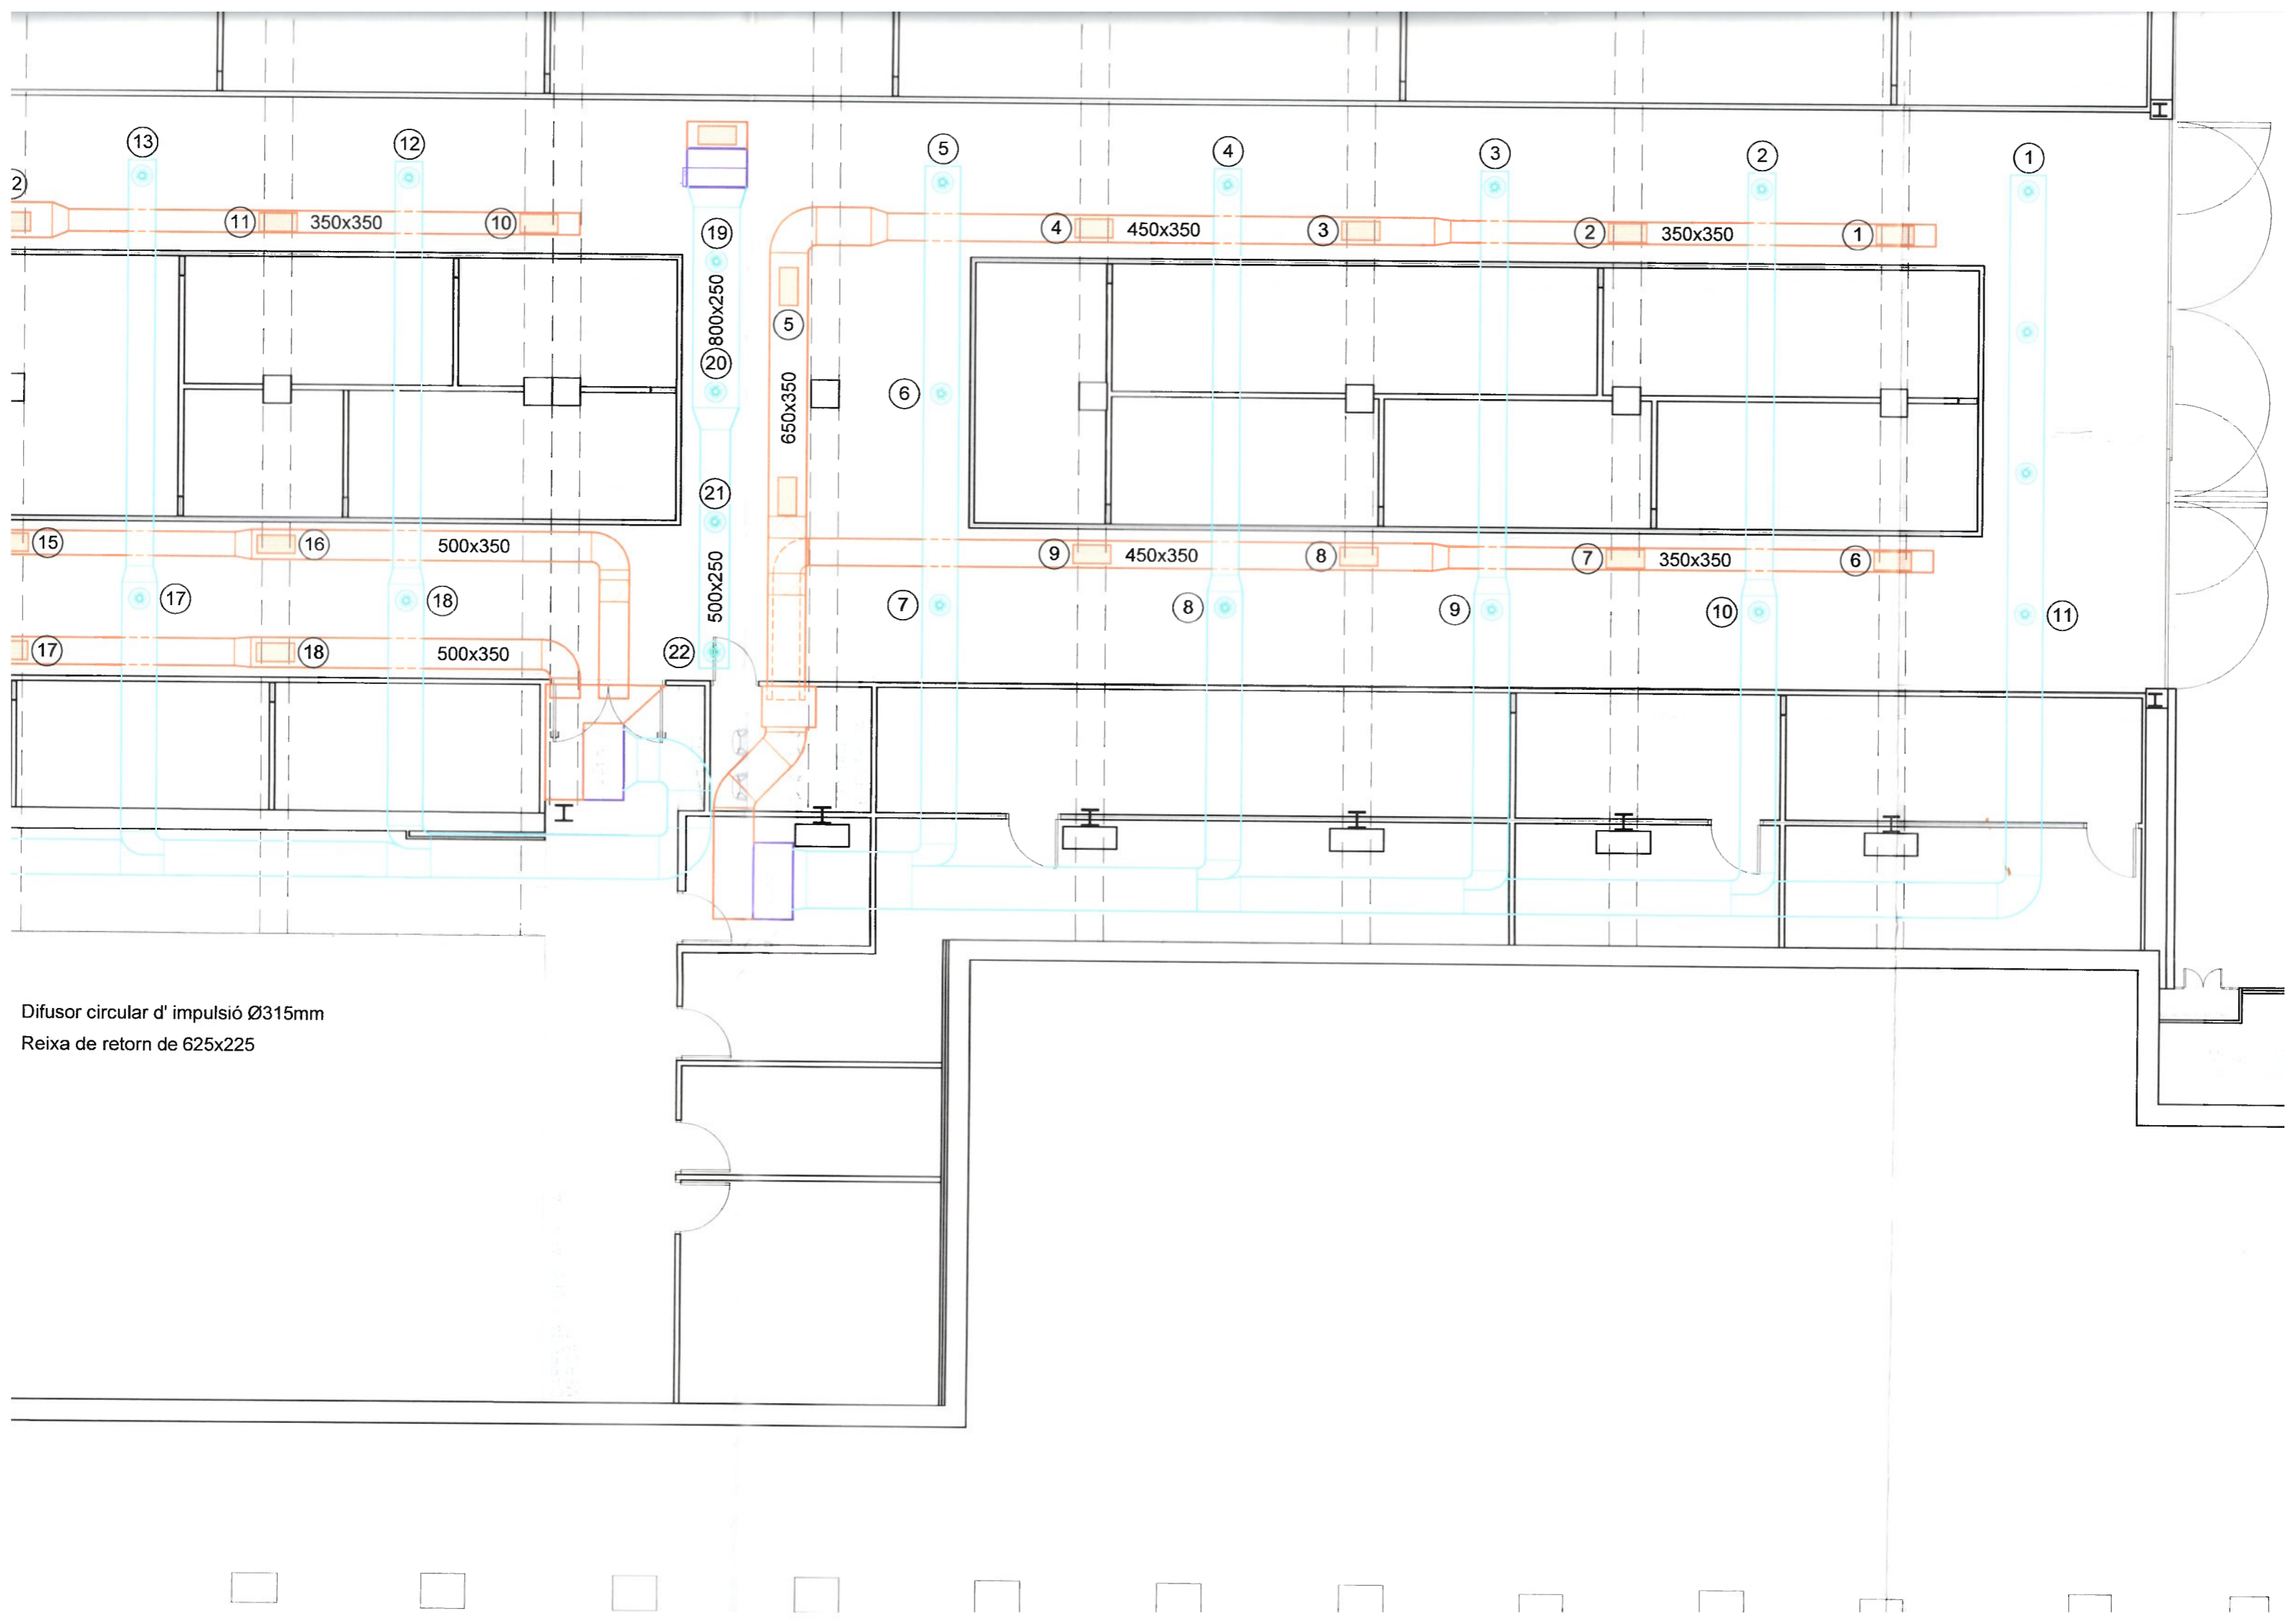 13
12
5
4
3
2
1
2
11
350x350
10
19
4
450x350
3
2
350x350
1
800x250
5
20
650x350
6
21
15
16
500x350
9
450x350
8
7
350x350
6
500x250
17
18
7
8
9
10
11
17
18
500x350
22
Difusor circular d' impulsió Ø315mm
Reixa de retorn de 625x225